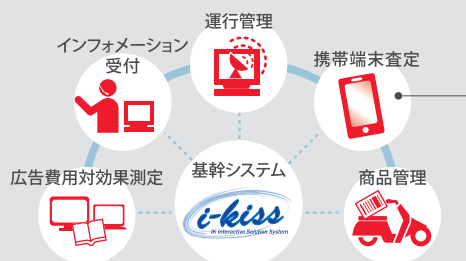 運行管理
インフォメーション
受付
携帯端末査定
広告費用対効果測定
基幹システム
商品管理
i-kiss
IK Interactive Solution System